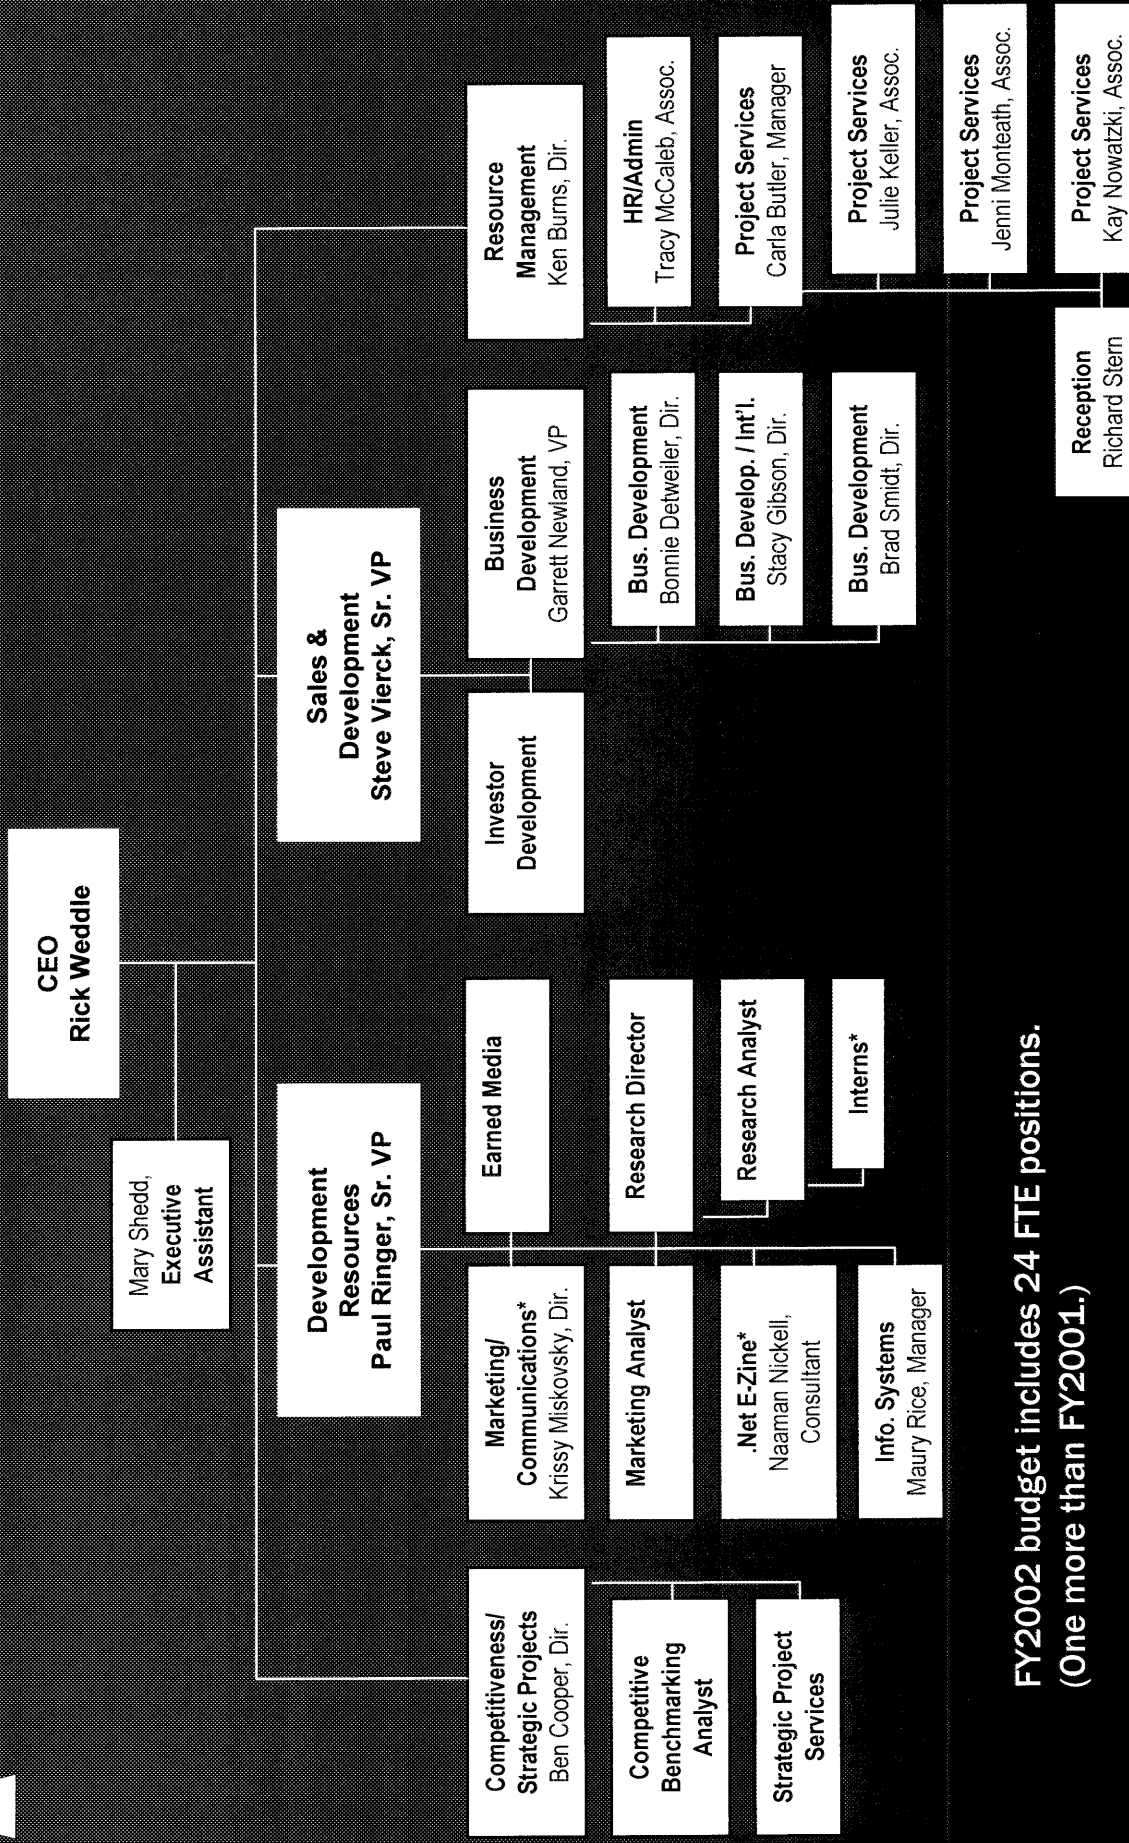 CEO
Rick Weddle
Mary Shedd,
Executive
Assistant
Development
Resources
Paul Ringer, Sr. VP
Sales &
Development
Steve Vierck, Sr. VP
Competitiveness/
Strategic Projects
Ben Cooper, Dir.
Competitive
Benchmarking
Analyst
Strategic Project
Services
Marketing/
Communications*
Krissy Miskovsky, Dir.
Marketing Analyst
.Net E-Zine*
Naaman Nickell,
Consultant
Info. Systems
Maury Rice, Manager
Earned Media
Research Director
Research Analyst
Interns*
Investor
Development
Business
Development
Garrett Newland, VP
Bus. Development
Bonnie Detweiler, Dir.
Bus. Develop. / Int'l.
Stacy Gibson, Dir.
Bus. Development
Brad Smidt, Dir.
Resource
Management
Ken Burns, Dir.
HR/Admin
Tracy McCaleb, Assoc.
Project Services
Carla Butler, Manager
Project Services
Julie Keller, Assoc.
Project Services
Jenni Monteath, Assoc.
Project Services
Kay Nowatzki, Assoc.
Reception
Richard Stern
FY2002 budget includes 24 FTE positions.
(One more than FY2001.)